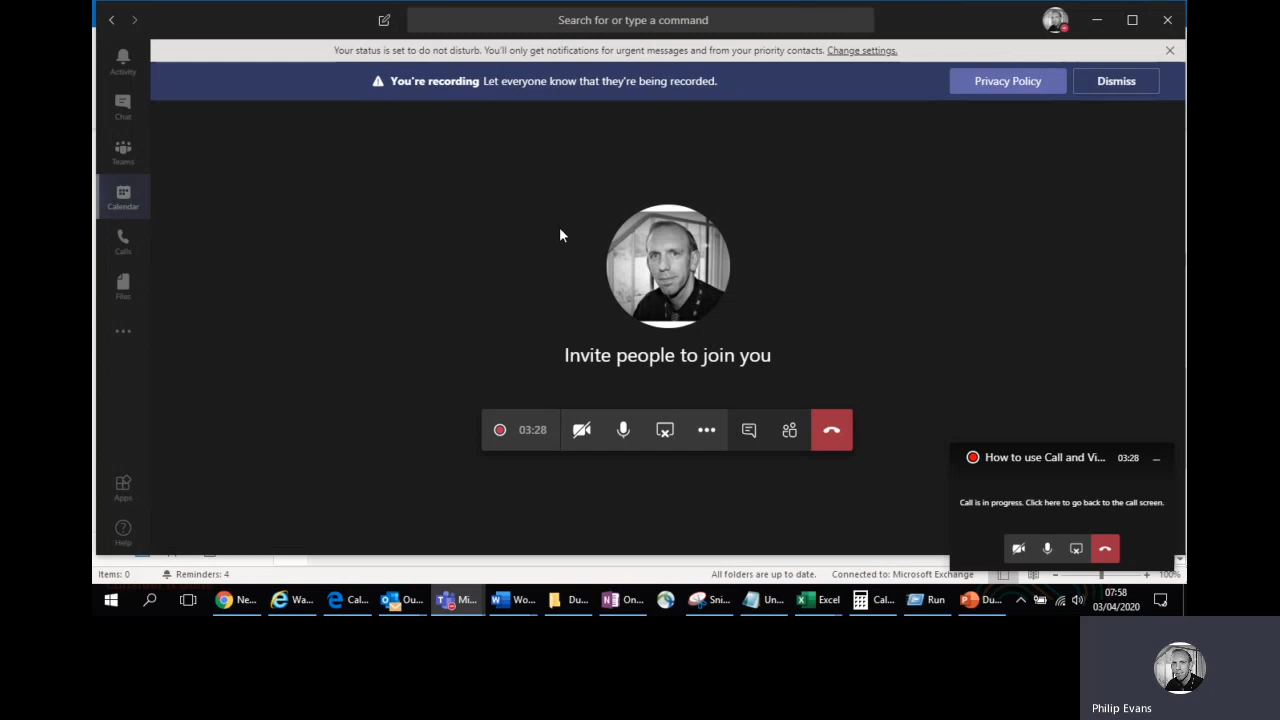 Search for or type a command
Your status is set to do not disturb. You'll only get notifications for urgent messages and from your priority contacts. Change settings.
You're recording Let everyone know that they're being recorded.
Privacy Policy
Dismiss
Activity
Chat
Teams
Calendar
Calls
Files
Invite people to join you
03:28
How to use Call and Vi...
03:28
Call is in progress. Click here to go back to the call screen.
Apps
Help
Items: 0
Reminders: 4
All folders are up to date.
Connected to: Microsoft Exchange
100%
Ne...
Wa...
Cal...
Ou...
Mi...
Wo...
Du...
On...
Sni...
Un...
Excel
Cal...
Run
Du...
07:58
03/04/2020
Philip Evans